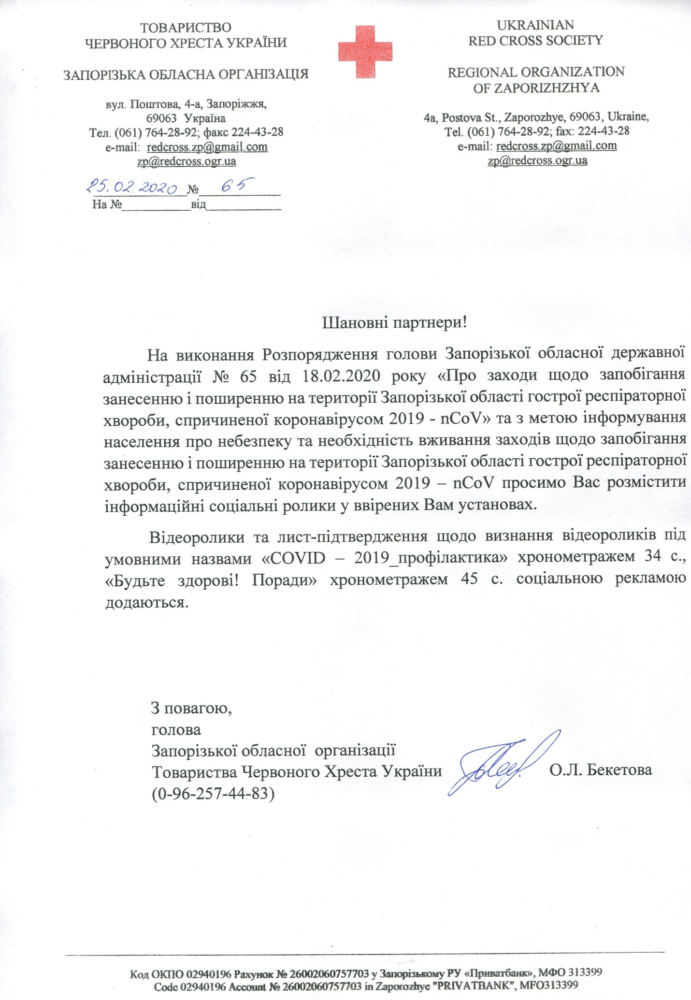 ТОВАРИСТВО
ЧЕРВОНОГО ХРЕСТА УКРАЇНИ
ЗАПОРІЗЬКА ОБЛАСНА ОРГАНІЗАЦІЯ
вул. Поштова, 4-а, Запоріжжя,
69063 Україна
Тел. (061) 764-28-92; факс 224-43-28
e-mail: redcross.zp@gmail.com
zp@redcross.ogr.ua
UKRAINIAN
RED CROSS SOCIETY
REGIONAL ORGANIZATION
OF ZAPORIZHZHYA
4a, Postova St., Zaporozhye, 69063, Ukraine,
Tel. (061) 764-28-92; fax: 224-43-28
e-mail: redcross.zp@gmail.com
zp@redcross.ogr.ua
25.02.2020 № 65
На №___________від____________
Шановні партнери!
На виконання Розпорядження голови Запорізької обласної державної
адміністрації № 65 від 18.02.2020 року «Про заходи щодо запобігання
занесенню і поширенню на території Запорізької області гострої респіраторної
хвороби, спричиненої коронавірусом 2019 - nCoV» та з метою інформування
населення про небезпеку та необхідність вживання заходів щодо запобігання
занесенню і поширенню на території Запорізької області гострої респіраторної
хвороби, спричиненої коронавірусом 2019 – nCoV просимо Вас розмістити
інформаційні соціальні ролики у ввірених Вам установах.
Відеоролики та лист-підтвердження щодо визнання відеороликів під
умовними назвами «COVID – 2019_профілактика» хронометражем 34 с.,
«Будьте здорові! Поради» хронометражем 45 с. соціальною рекламою
додаються.
З повагою,
голова
Запорізької обласної організації
Товариства Червоного Хреста України О.Л. Бекетова
(0-96-257-44-83)
Код ОКПО 02940196 Рахунок № 26002060757703 у Запорізькому РУ «Приватбанк», МФО 313399
Code 02940196 Account № 26002060757703 in Zaporozhye "PRIVATBANK", MFO313399